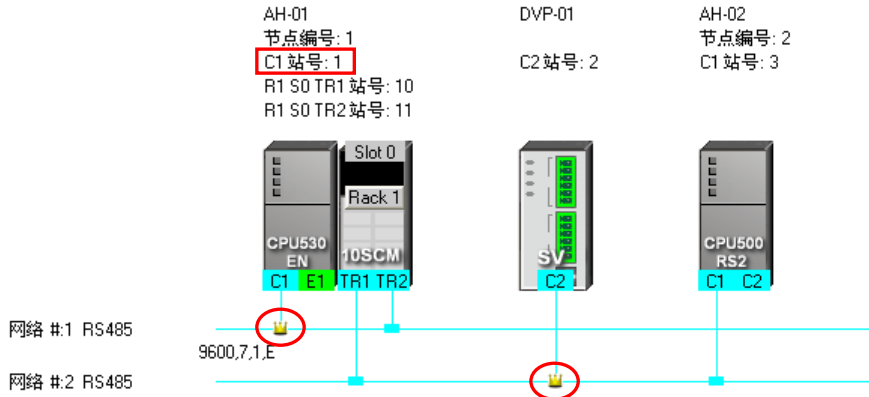 AH-01
节点编号: 1
C1 站号: 1
R1 S0 TR1 站号: 10
R1 S0 TR2 站号: 11
DVP-01
C2 站号: 2
AH-02
节点编号: 2
C1 站号: 3
Slot 0
Rack 1
CPU530
EN
10SCM
C1 E1 TR1 TR2
SV
C2
CPU500
RS2
C1 C2
网络 #:1 RS485
9600,7,1,E
网络 #:2 RS485